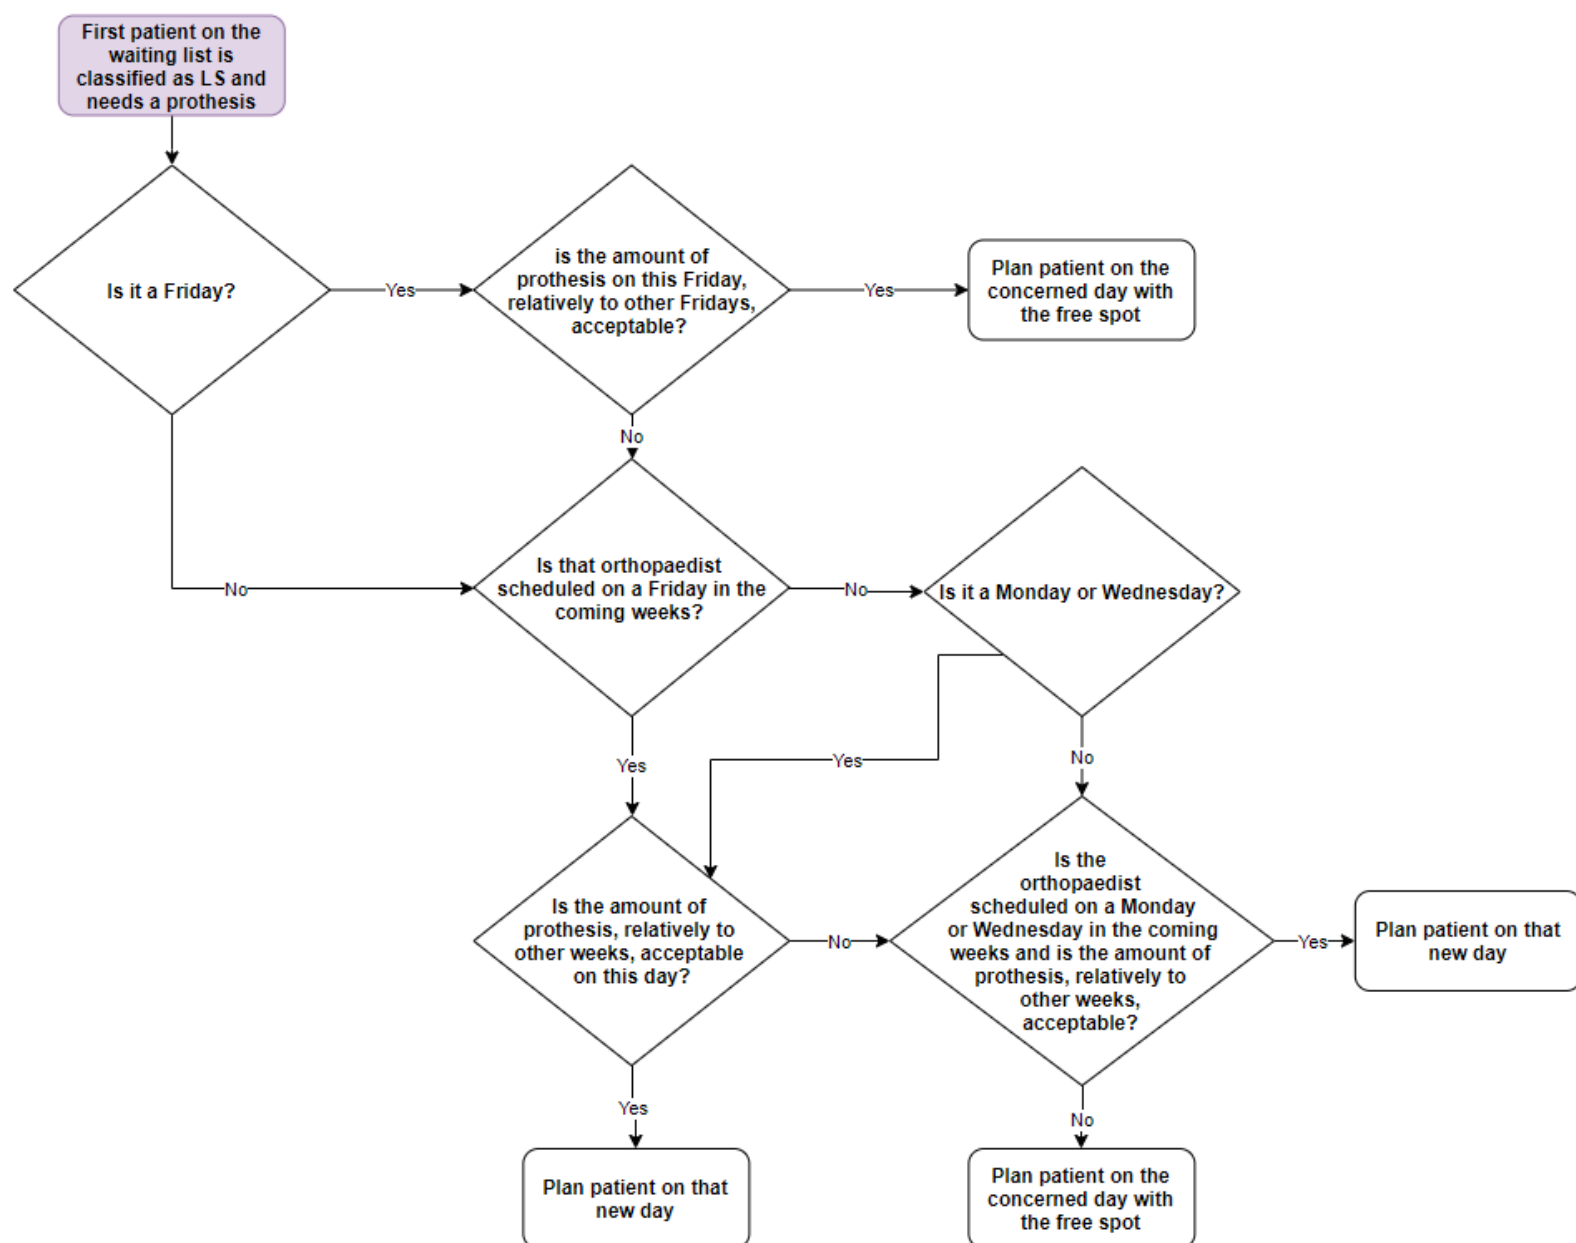 First patient on the
waiting list is
classified as LS and
needs a prothesis
Is it a Friday?
Yes
is the amount of
prothesis on this Friday,
relatively to other Fridays,
acceptable?
Yes
Plan patient on the
concerned day with
the free spot
No
No
Is that orthopaedist
scheduled on a Friday in the
coming weeks?
No
Is it a Monday or Wednesday?
Yes
Yes
No
Is the amount of
prothesis, relatively to
other weeks, acceptable
on this day?
No
Is the
orthopaedist
scheduled on a Monday
or Wednesday in the coming
weeks and is the amount of
prothesis, relatively to
other weeks,
acceptable?
Yes
Plan patient on that
new day
Yes
No
Plan patient on that
new day
Plan patient on the
concerned day with
the free spot